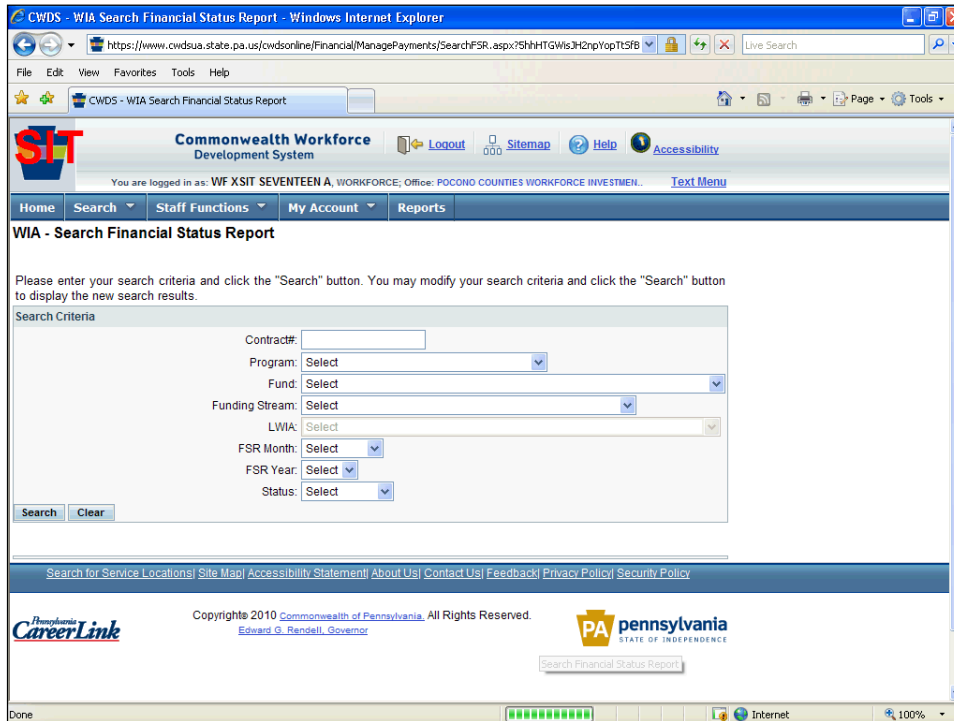 CWDS - WIA Search Financial Status Report - Windows Internet Explorer
https://www.cwdsua.state.pa.us/cwdsonline/Financial/ManagePayments/SearchFSR.aspx?5hhHTGWisJH2npYopTtSfB
Live Search
File Edit View Favorites Tools Help
CWDS - WIA Search Financial Status Report
Page Tools
SIT
Commonwealth Workforce
Development System
Logout Sitemap Help Accessibility
You are logged in as: WF XSIT SEVENTEEN A, WORKFORCE; Office: POCONO COUNTIES WORKFORCE INVESTMEN.. Text Menu
Home Search Staff Functions My Account Reports
WIA - Search Financial Status Report
Please enter your search criteria and click the "Search" button. You may modify your search criteria and click the "Search" button
to display the new search results.
Search Criteria
Contract#:
Program: Select
Fund: Select
Funding Stream: Select
LWIA: Select
FSR Month: Select
FSR Year: Select
Status: Select
Search Clear
Search for Service Locations| Site Map| Accessibility Statement| About Us| Contact Us| Feedback| Privacy Policy| Security Policy
Pennsylvania
CareerLink
Copyright© 2010 Commonwealth of Pennsylvania. All Rights Reserved.
Edward G. Rendell, Governor
PA pennsylvania
STATE OF INDEPENDENCE
Search Financial Status Report
Done Internet 100%